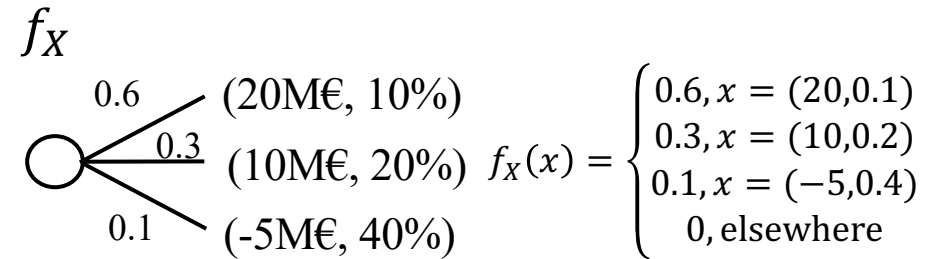 f_X
0.6 (20M€, 10%)
0.3 (10M€, 20%)
0.1 (-5M€, 40%)
f_X(x) = {
0.6, x = (20,0.1)
0.3, x = (10,0.2)
0.1, x = (−5,0.4)
0, elsewhere